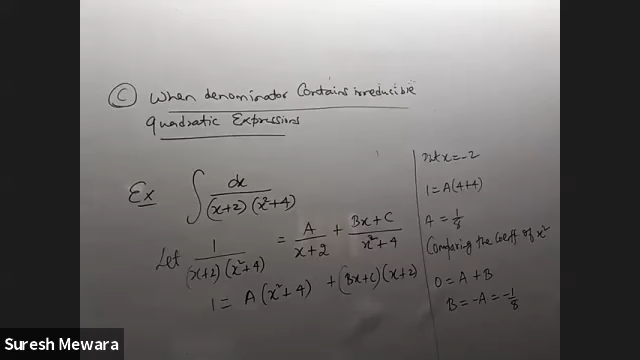 (C) When denominator Contains irreducible
quadratic Expressions
Ex ∫ dx / (x+2) (x²+4)
Let 1 / (x+2) (x²+4) = A / x+2 + Bx+C / x²+4
1 = A (x²+4) + (Bx+C) (x+2)
Put x=-2
1 = A(4+4)
A = 1/8
Comparing the Coeff of x²
0 = A + B
B = -A = -1/8
Suresh Mewara